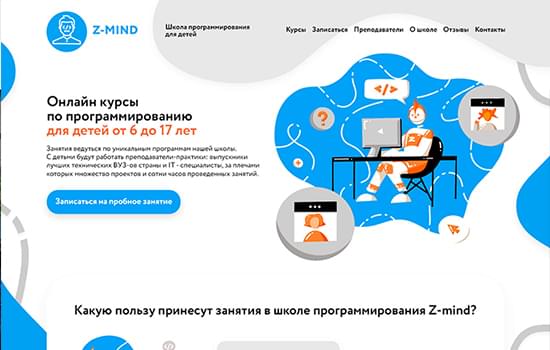 Z-MIND
Школа программирования
для детей
Курсы Записаться Преподаватели О школе Отзывы Контакты
Онлайн курсы
по программированию
для детей от 6 до 17 лет
Занятия ведуться по уникальным программам нашей школы.
С детьми будут работать преподаватели-практики: выпускники
лучших технических ВУЗ-ов страны и IT - специалисты, за плечами
которых множество проектов и сотни часов проведенных занятий.
Записаться на пробное занятие
</>
?
Какую пользу принесут занятия в школе программирования Z-mind?